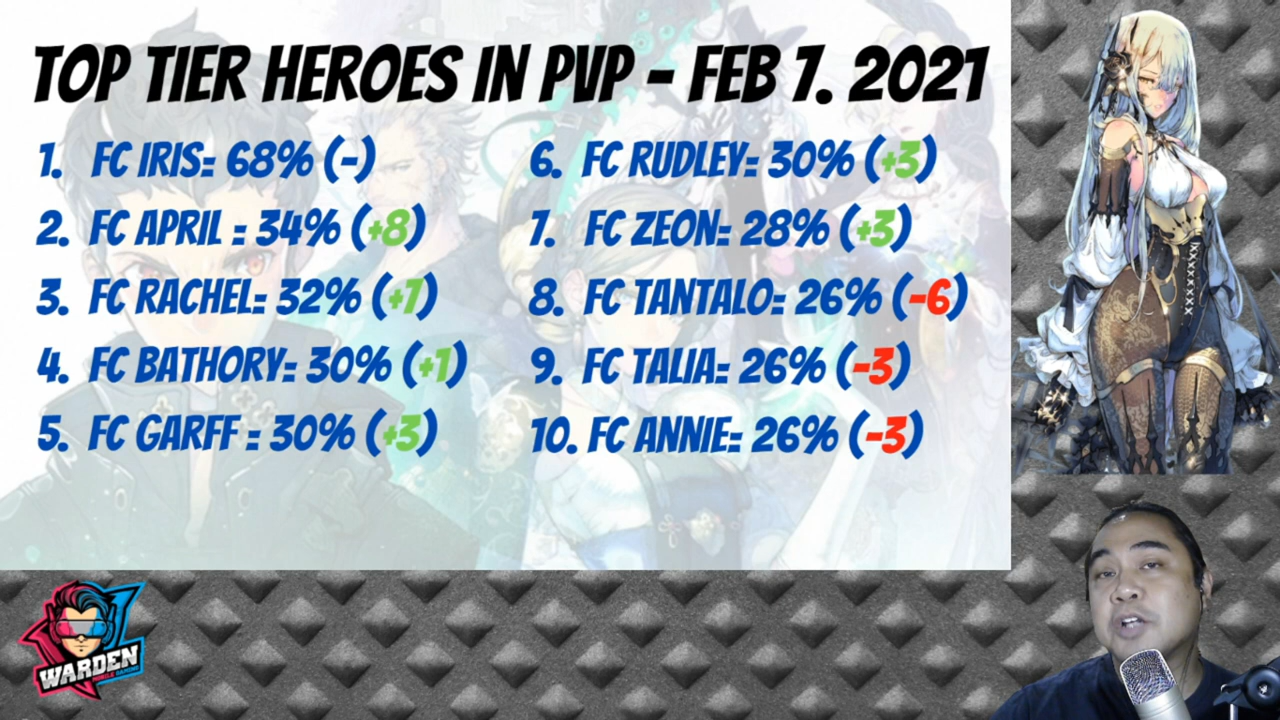 TOP TIER HEROES IN PVP - FEB 7. 2021
1. FC IRIS= 68% (-)
2. FC APRIL = 34% (+8)
3. FC RACHEL= 32% (+7)
4. FC BATHORY= 30% (+1)
5. FC GARFF = 30% (+3)
6. FC RUDLEY= 30% (+3)
7. FC ZEON= 28% (+3)
8. FC TANTALO= 26% (-6)
9. FC TALIA= 26% (-3)
10. FC ANNIE= 26% (-3)
WARDEN
MOBILE GAMING